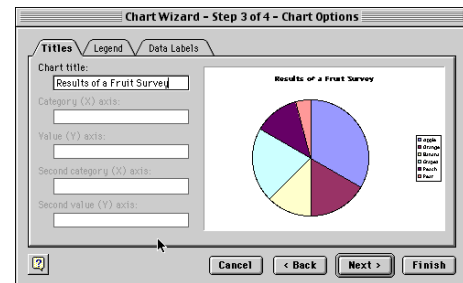 Chart Wizard - Step 3 of 4 - Chart Options
Titles Legend Data Labels
Chart title:
Results of a Fruit Survey
Category (X) axis:
Value (Y) axis:
Second category (X) axis:
Second value (Y) axis:
Results of a Fruit Survey
apple
Orange
Banana
Grapes
Peach
Pear
?
Cancel < Back Next > Finish